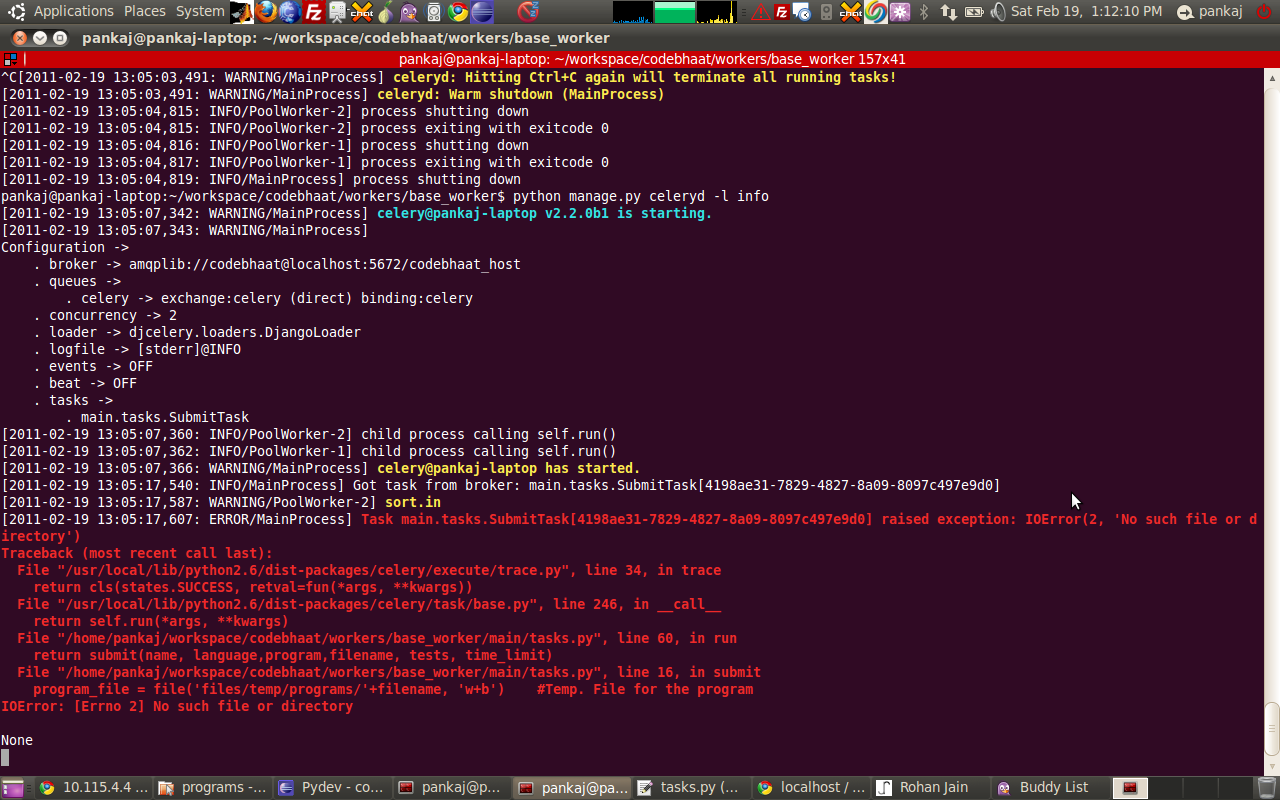 Applications Places System Sat Feb 19, 1:12:10 PM pankaj
pankaj@pankaj-laptop: ~/workspace/codebhaat/workers/base_worker
pankaj@pankaj-laptop: ~/workspace/codebhaat/workers/base_worker 157x41
^C[2011-02-19 13:05:03,491: WARNING/MainProcess] celeryd: Hitting Ctrl+C again will terminate all running tasks!
[2011-02-19 13:05:03,491: WARNING/MainProcess] celeryd: Warm shutdown (MainProcess)
[2011-02-19 13:05:04,815: INFO/PoolWorker-2] process shutting down
[2011-02-19 13:05:04,815: INFO/PoolWorker-2] process exiting with exitcode 0
[2011-02-19 13:05:04,816: INFO/PoolWorker-1] process shutting down
[2011-02-19 13:05:04,817: INFO/PoolWorker-1] process exiting with exitcode 0
[2011-02-19 13:05:04,819: INFO/MainProcess] process shutting down
pankaj@pankaj-laptop:~/workspace/codebhaat/workers/base_worker$ python manage.py celeryd -l info
[2011-02-19 13:05:07,342: WARNING/MainProcess] celery@pankaj-laptop v2.2.0b1 is starting.
[2011-02-19 13:05:07,343: WARNING/MainProcess]
Configuration ->
    . broker -> amqplib://codebhaat@localhost:5672/codebhaat_host
    . queues ->
        . celery -> exchange:celery (direct) binding:celery
    . concurrency -> 2
    . loader -> djcelery.loaders.DjangoLoader
    . logfile -> [stderr]@INFO
    . events -> OFF
    . beat -> OFF
    . tasks ->
        . main.tasks.SubmitTask
[2011-02-19 13:05:07,360: INFO/PoolWorker-2] child process calling self.run()
[2011-02-19 13:05:07,362: INFO/PoolWorker-1] child process calling self.run()
[2011-02-19 13:05:07,366: WARNING/MainProcess] celery@pankaj-laptop has started.
[2011-02-19 13:05:17,540: INFO/MainProcess] Got task from broker: main.tasks.SubmitTask[4198ae31-7829-4827-8a09-8097c497e9d0]
[2011-02-19 13:05:17,587: WARNING/PoolWorker-2] sort.in
[2011-02-19 13:05:17,607: ERROR/MainProcess] Task main.tasks.SubmitTask[4198ae31-7829-4827-8a09-8097c497e9d0] raised exception: IOError(2, 'No such file or d
irectory')
Traceback (most recent call last):
  File "/usr/local/lib/python2.6/dist-packages/celery/execute/trace.py", line 34, in trace
    return cls(states.SUCCESS, retval=fun(*args, **kwargs))
  File "/usr/local/lib/python2.6/dist-packages/celery/task/base.py", line 246, in __call__
    return self.run(*args, **kwargs)
  File "/home/pankaj/workspace/codebhaat/workers/base_worker/main/tasks.py", line 60, in run
    return submit(name, language,program,filename, tests, time_limit)
  File "/home/pankaj/workspace/codebhaat/workers/base_worker/main/tasks.py", line 16, in submit
    program_file = file('files/temp/programs/'+filename, 'w+b')    #Temp. File for the program
IOError: [Errno 2] No such file or directory
None
10.115.4.4 ... programs -... Pydev - co... pankaj@p... pankaj@pa... tasks.py (... localhost / ... Rohan Jain Buddy List